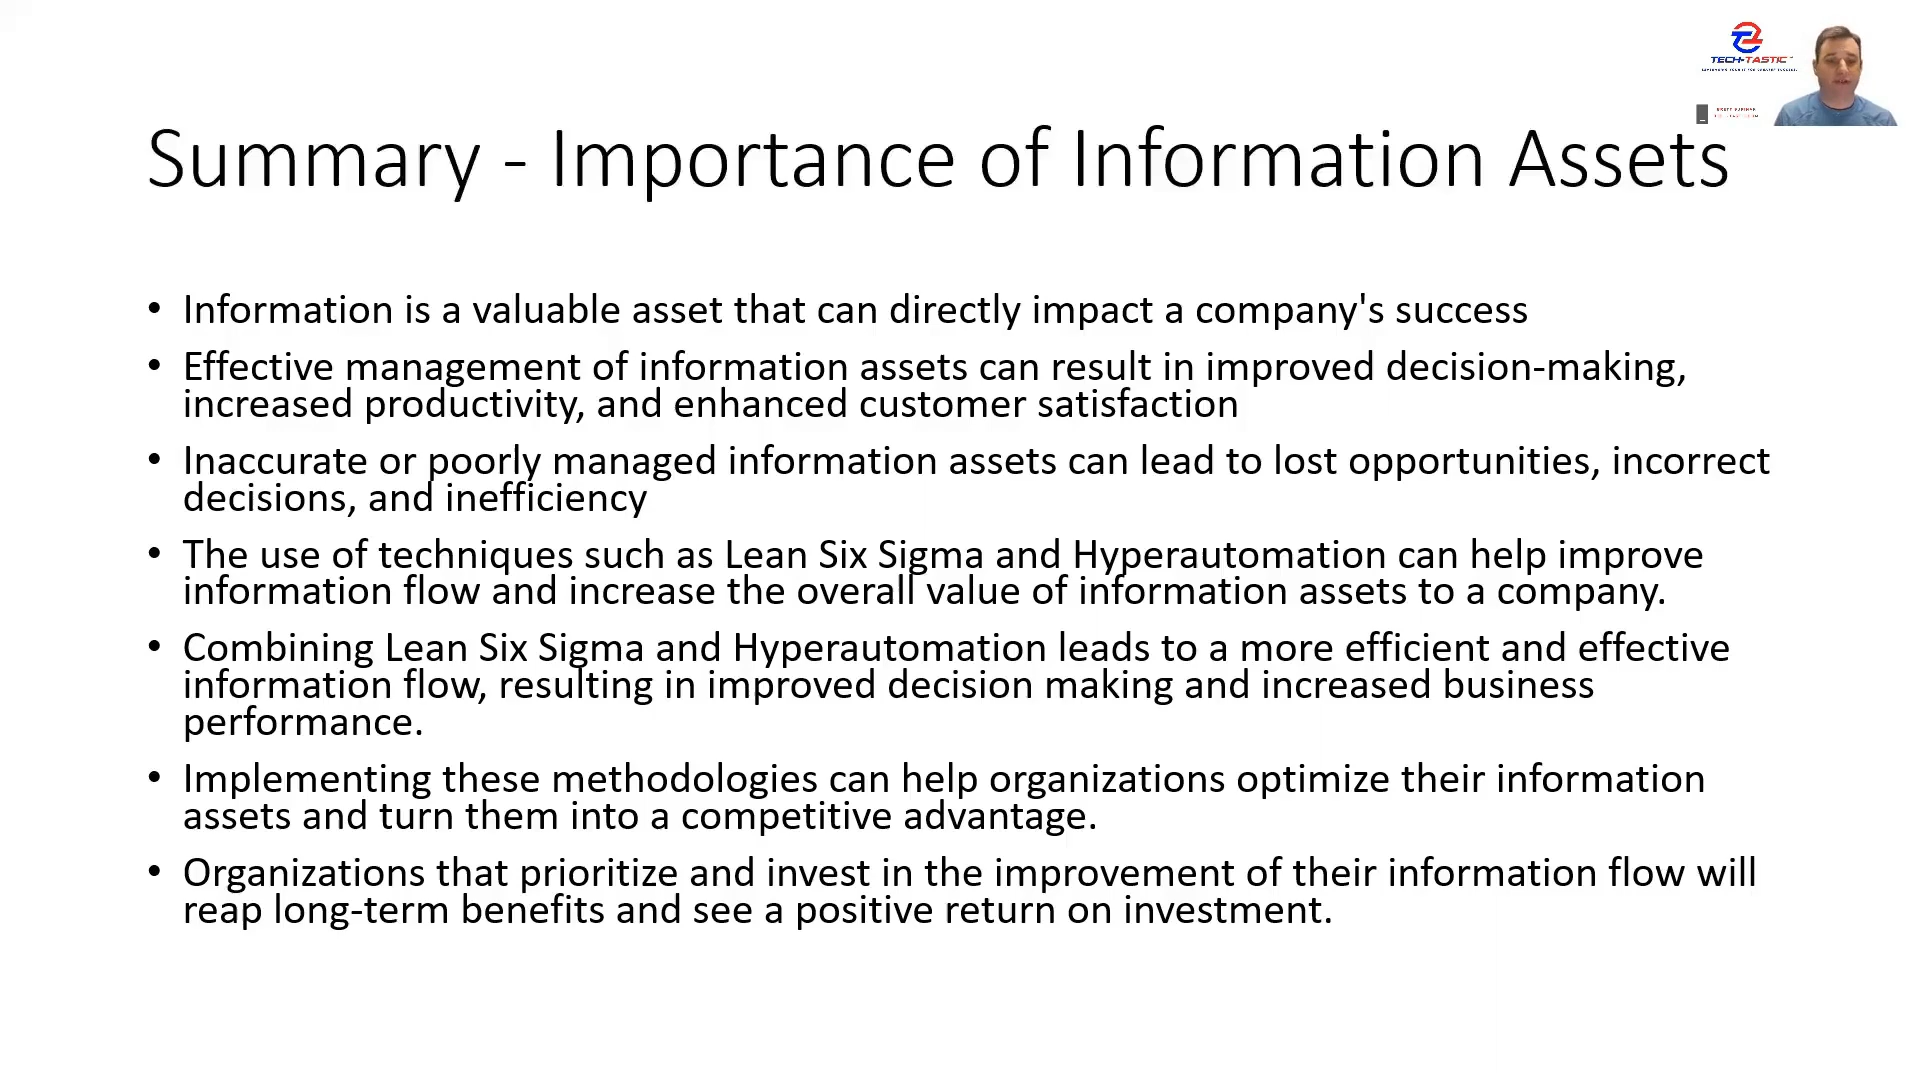 TECH-TASTIC
Summary - Importance of Information Assets
• Information is a valuable asset that can directly impact a company's success
• Effective management of information assets can result in improved decision-making,
increased productivity, and enhanced customer satisfaction
• Inaccurate or poorly managed information assets can lead to lost opportunities, incorrect
decisions, and inefficiency
• The use of techniques such as Lean Six Sigma and Hyperautomation can help improve
information flow and increase the overall value of information assets to a company.
• Combining Lean Six Sigma and Hyperautomation leads to a more efficient and effective
information flow, resulting in improved decision making and increased business
performance.
• Implementing these methodologies can help organizations optimize their information
assets and turn them into a competitive advantage.
• Organizations that prioritize and invest in the improvement of their information flow will
reap long-term benefits and see a positive return on investment.